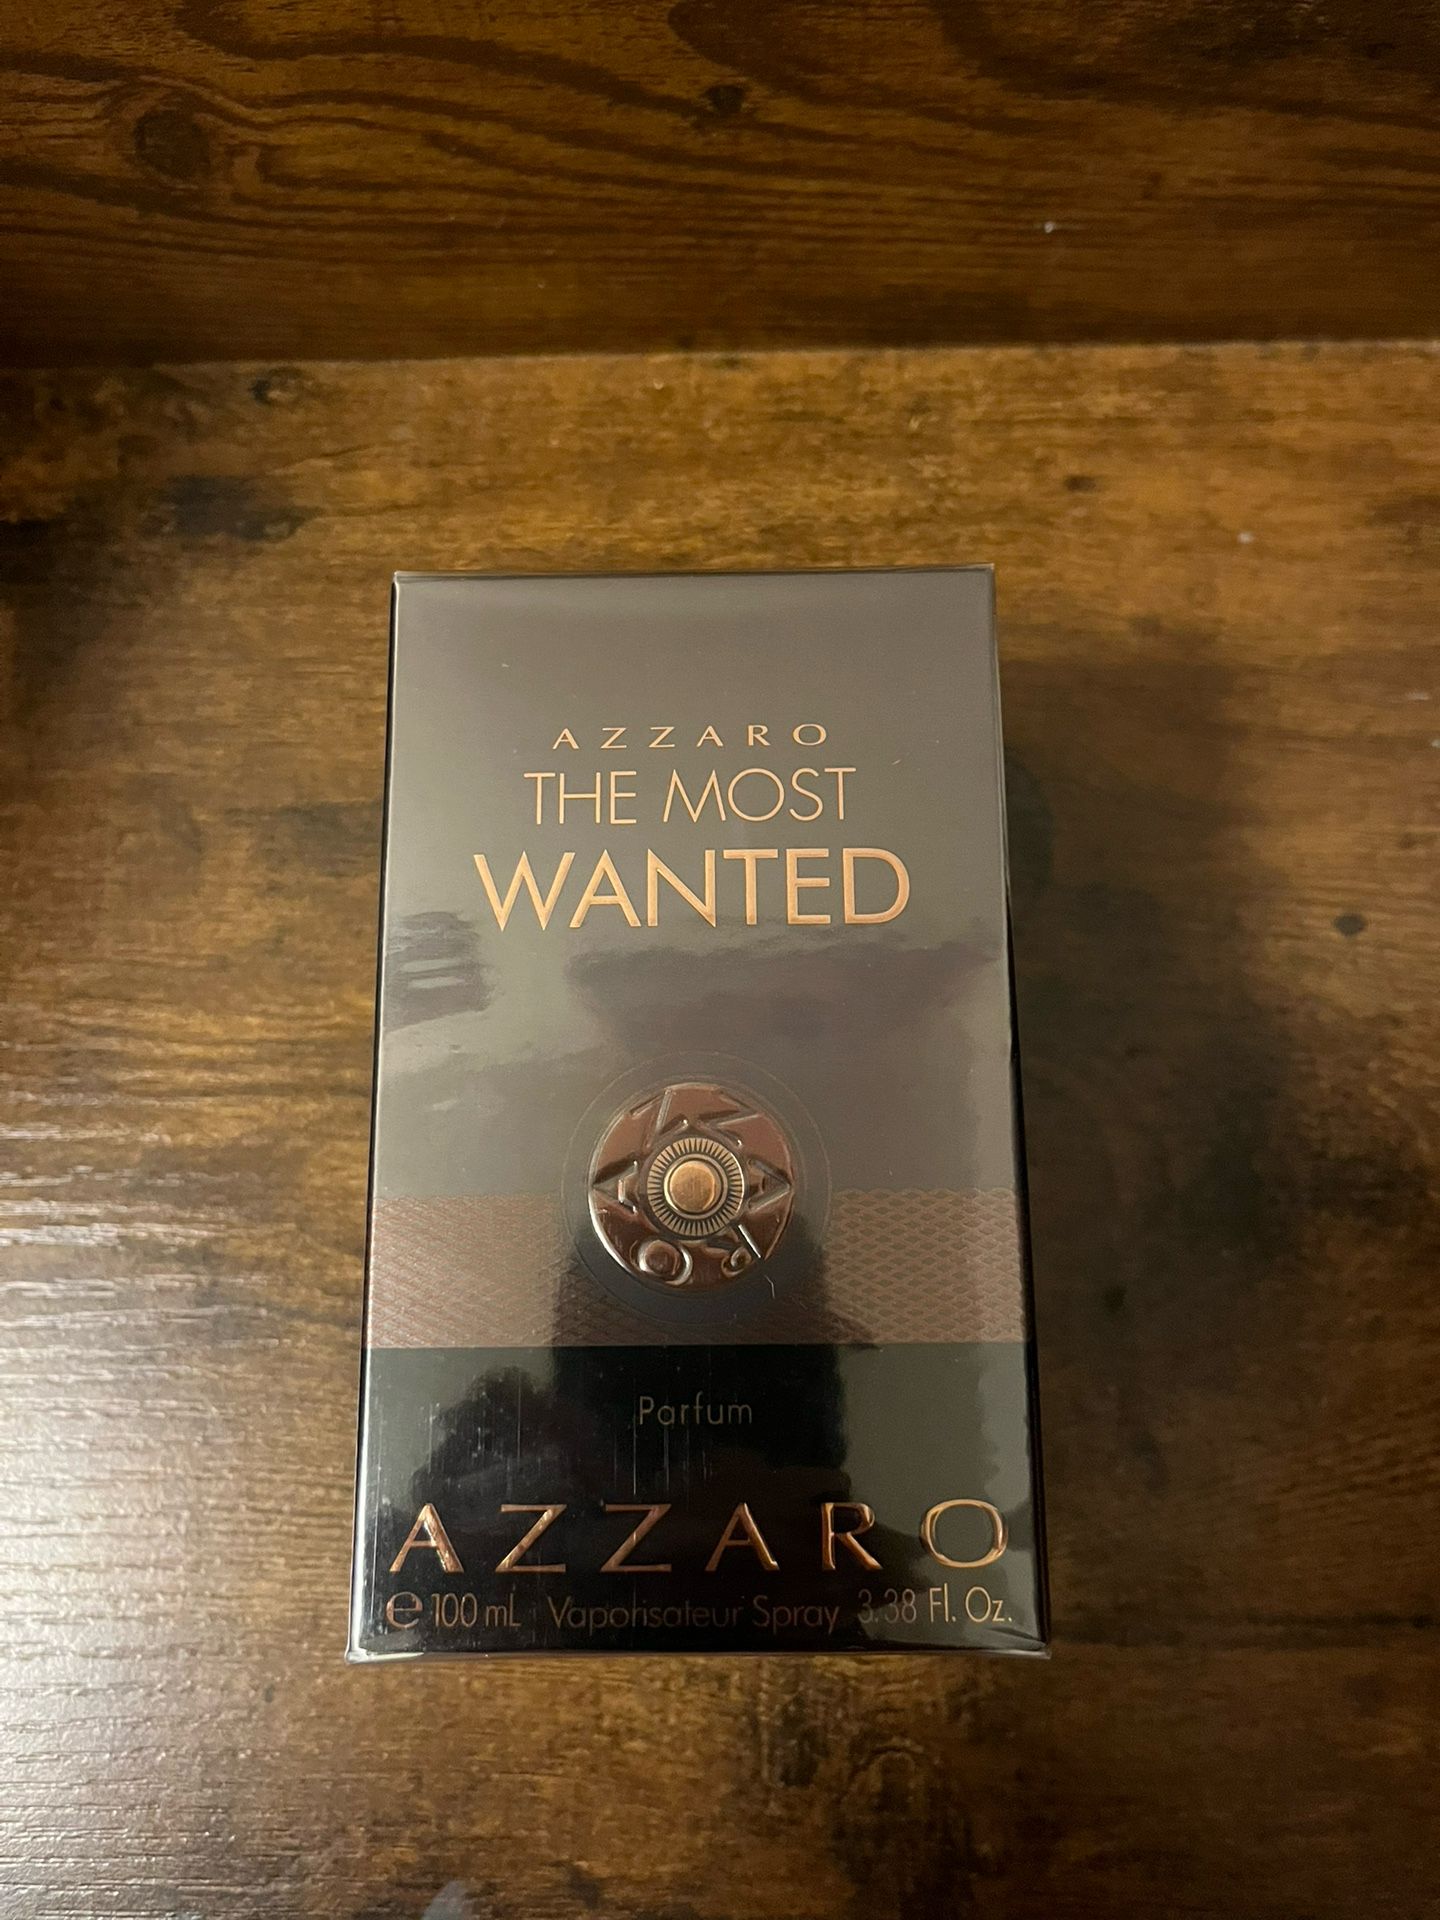 AZZARO
THE MOST
WANTED
Parfum
AZZARO
e 100 mL Vaporisateur Spray 3.38 Fl. Oz.